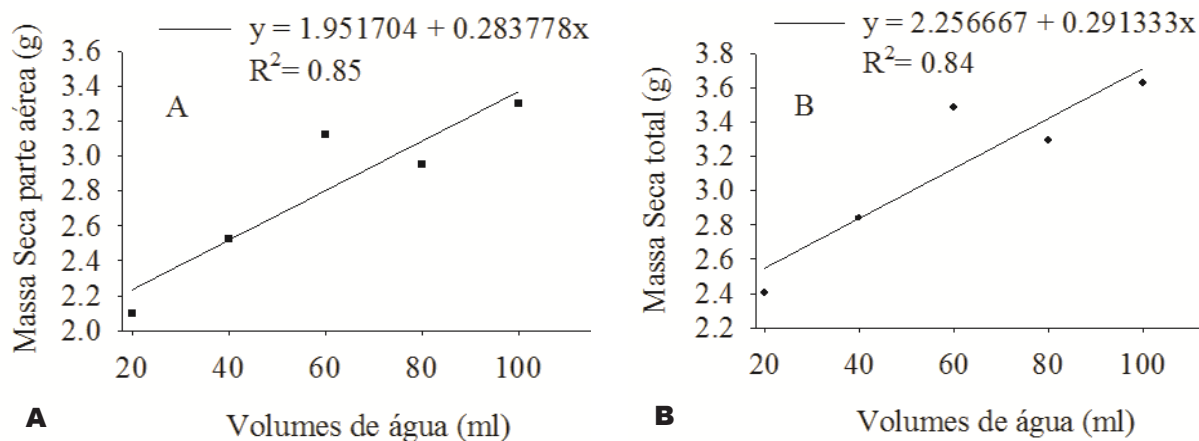 y = 1.951704 + 0.283778x
R²= 0.85
A
Massa Seca parte aérea (g)
3.6
3.4
3.2
3.0
2.8
2.6
2.4
2.2
2.0
20 40 60 80 100
Volumes de água (ml)
A
y = 2.256667 + 0.291333x
R²= 0.84
B
Massa Seca total (g)
3.8
3.6
3.4
3.2
3.0
2.8
2.6
2.4
2.2
20 40 60 80 100
Volumes de água (ml)
B